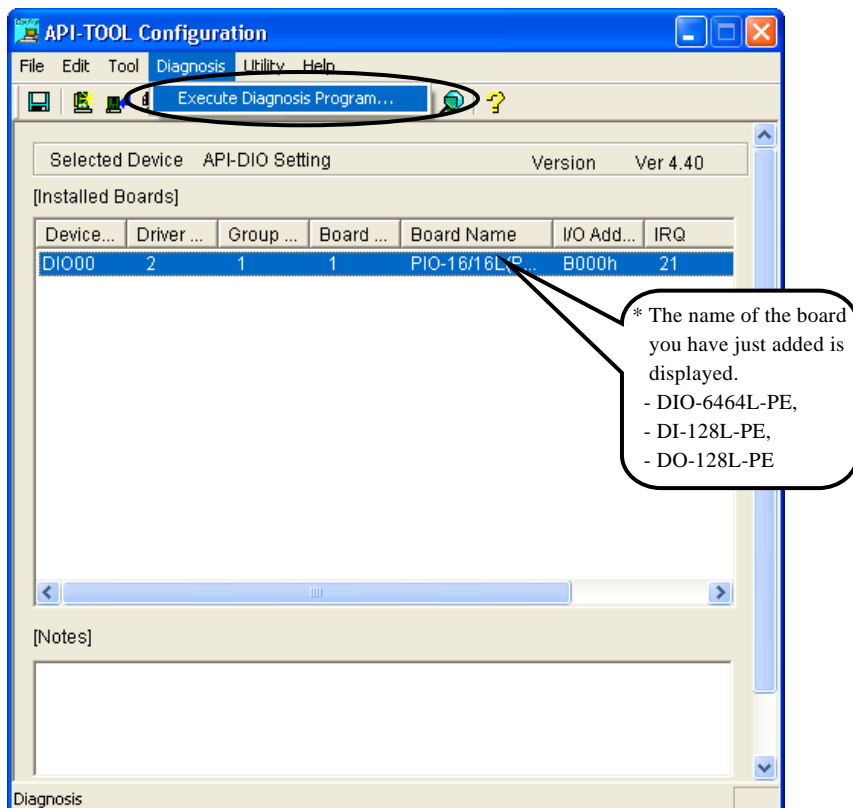 API-TOOL Configuration
File Edit Tool Diagnosis Utility Help
Execute Diagnosis Program...
Selected Device API-DIO Setting Version Ver 4.40
[Installed Boards]
Device... Driver ... Group ... Board ... Board Name I/O Add... IRQ
DIO00 2 1 1 PIO-16/16L(P... B000h 21
* The name of the board
you have just added is
displayed.
- DIO-6464L-PE,
- DI-128L-PE,
- DO-128L-PE
[Notes]
Diagnosis